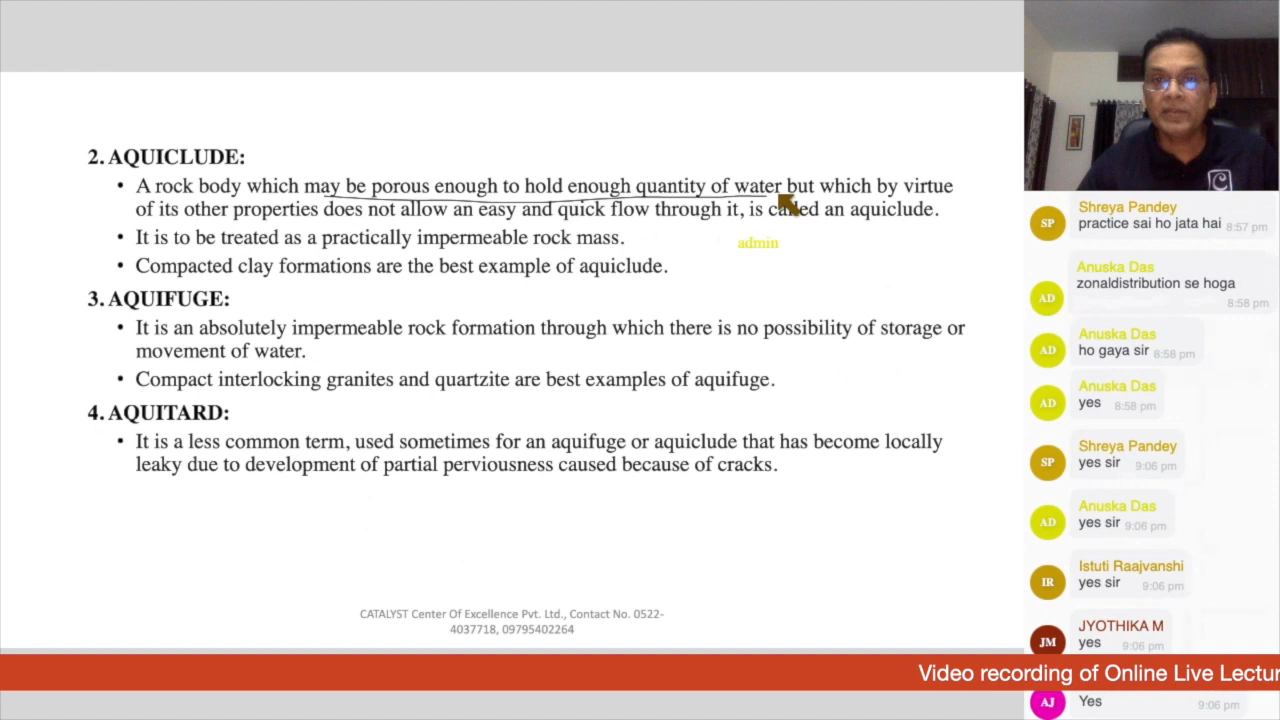 2. AQUICLUDE:
• A rock body which may be porous enough to hold enough quantity of water but which by virtue
of its other properties does not allow an easy and quick flow through it, is called an aquiclude.
• It is to be treated as a practically impermeable rock mass.
admin
• Compacted clay formations are the best example of aquiclude.
3. AQUIFUGE:
• It is an absolutely impermeable rock formation through which there is no possibility of storage or
movement of water.
• Compact interlocking granites and quartzite are best examples of aquifuge.
4. AQUITARD:
• It is a less common term, used sometimes for an aquifuge or aquiclude that has become locally
leaky due to development of partial perviousness caused because of cracks.
CATALYST Center Of Excellence Pvt. Ltd., Contact No. 0522-
4037718, 09795402264
C
SP
Shreya Pandey
practice sai ho jata hai 8:57 pm
AD
Anuska Das
zonaldistribution se hoga
8:58 pm
AD
Anuska Das
ho gaya sir 8:58 pm
AD
Anuska Das
yes 8:58 pm
SP
Shreya Pandey
yes sir 9:06 pm
AD
Anuska Das
yes sir 9:06 pm
IR
Istuti Raajvanshi
yes sir 9:06 pm
JM
JYOTHIKA M
yes 9:06 pm
Video recording of Online Live Lectur
AJ
Yes 9:06 pm